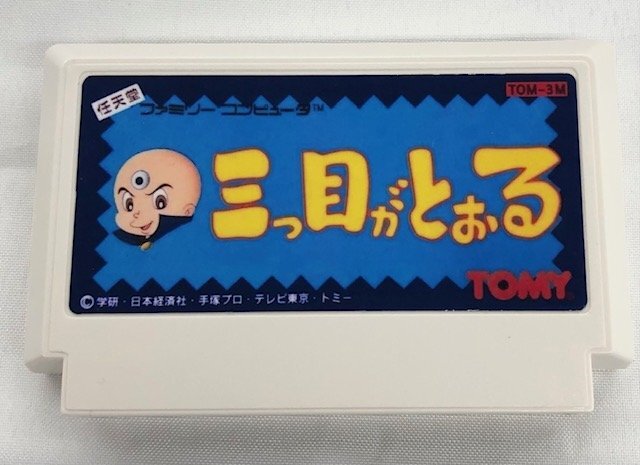 TOM-3M
任天堂
ファミリー コンピュータ™
三つ目がとおる
TOMY
©学研・日本経済社・手塚プロ・テレビ東京・トミー